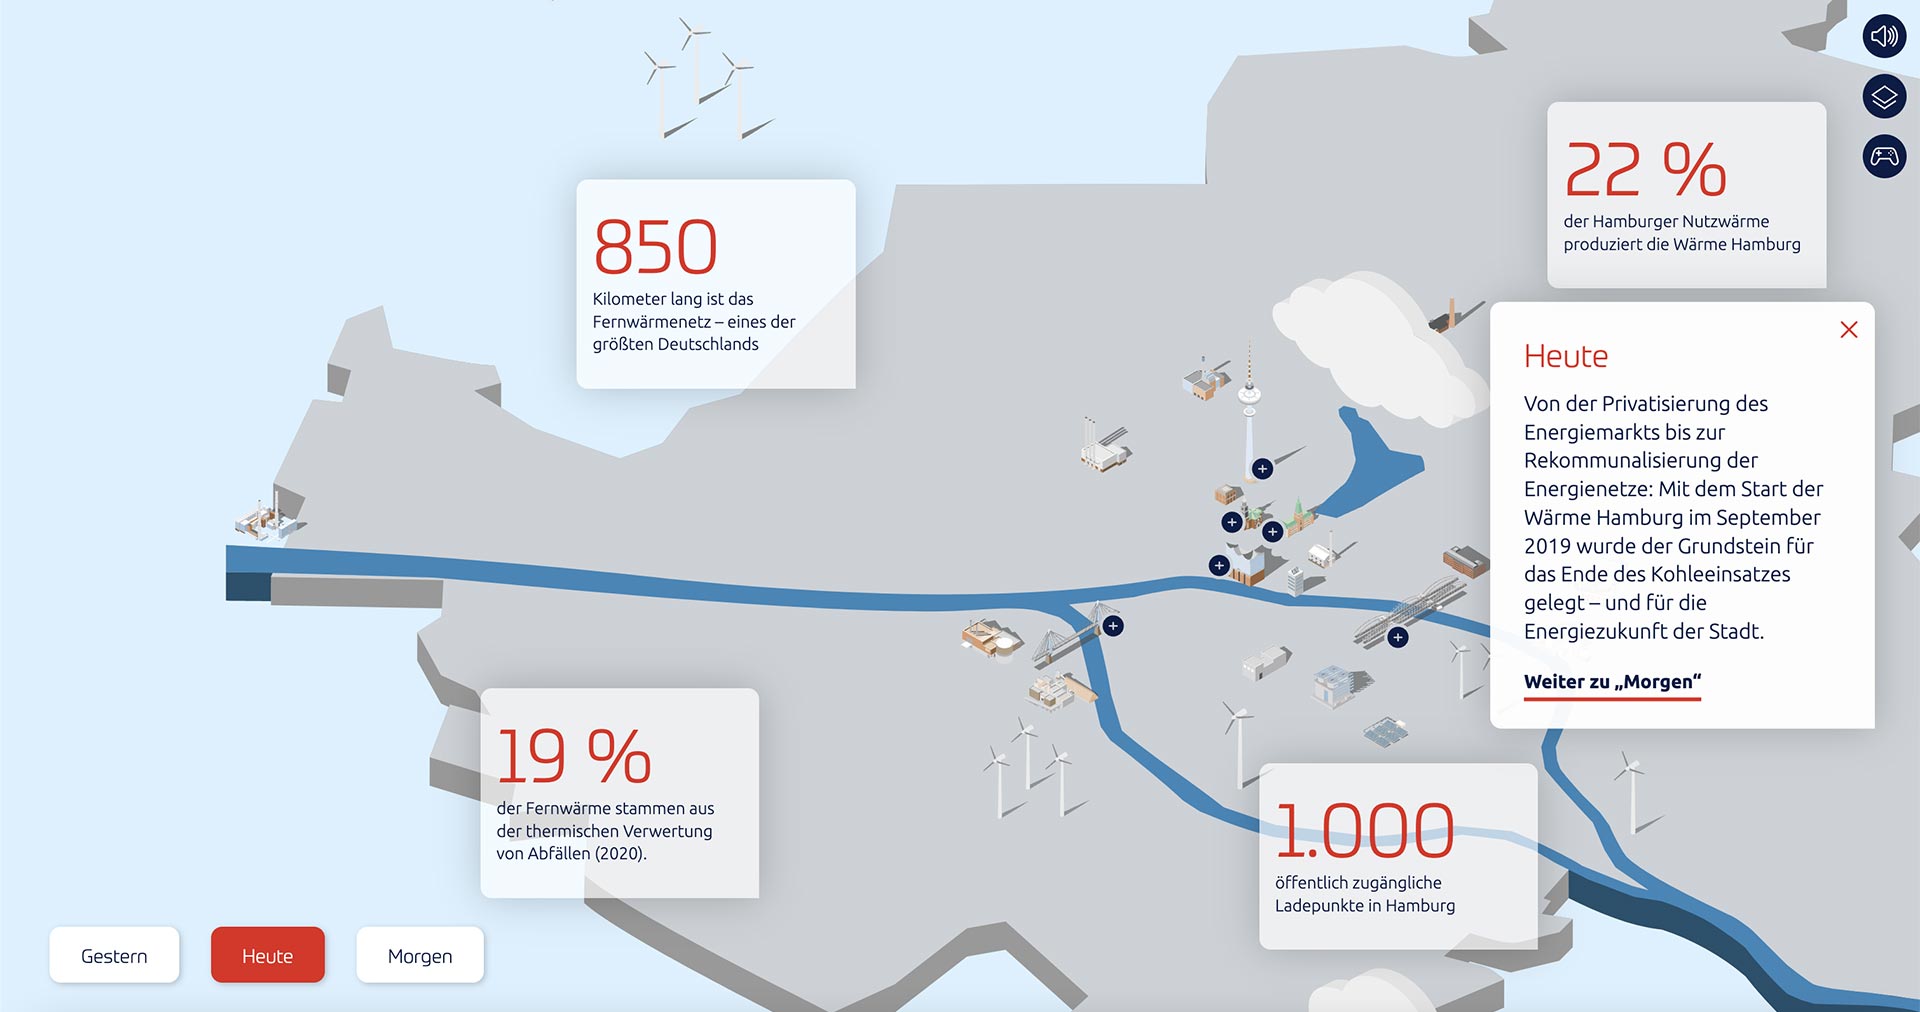 22 %
der Hamburger Nutzwärme
produziert die Wärme Hamburg
850
Kilometer lang ist das
Fernwärmenetz – eines der
größten Deutschlands
Heute
Von der Privatisierung des
Energiemarkts bis zur
Rekommunalisierung der
Energienetze: Mit dem Start der
Wärme Hamburg im September
2019 wurde der Grundstein für
das Ende des Kohleeinsatzes
gelegt – und für die
Energiezukunft der Stadt.
Weiter zu „Morgen“
19 %
der Fernwärme stammen aus
der thermischen Verwertung
von Abfällen (2020).
1.000
öffentlich zugängliche
Ladepunkte in Hamburg
Gestern
Heute
Morgen